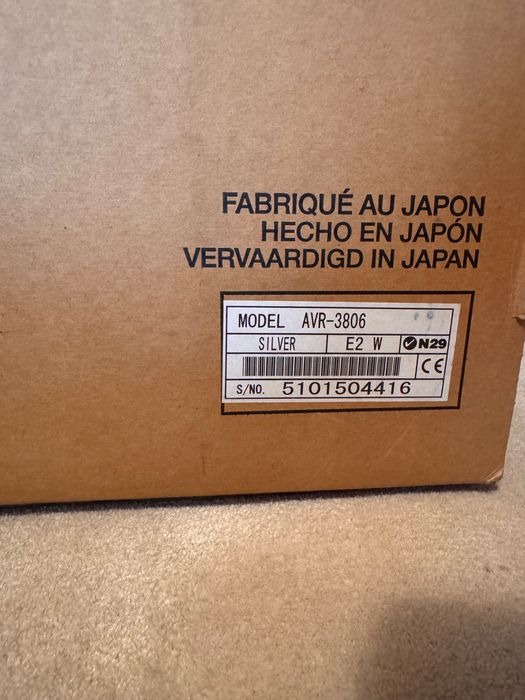 FABRIQUÉ AU JAPON
HECHO EN JAPÓN
VERVAARDIGD IN JAPAN
MODEL AVR-3806
SILVER E2 W N29
CE
S/NO. 5101504416